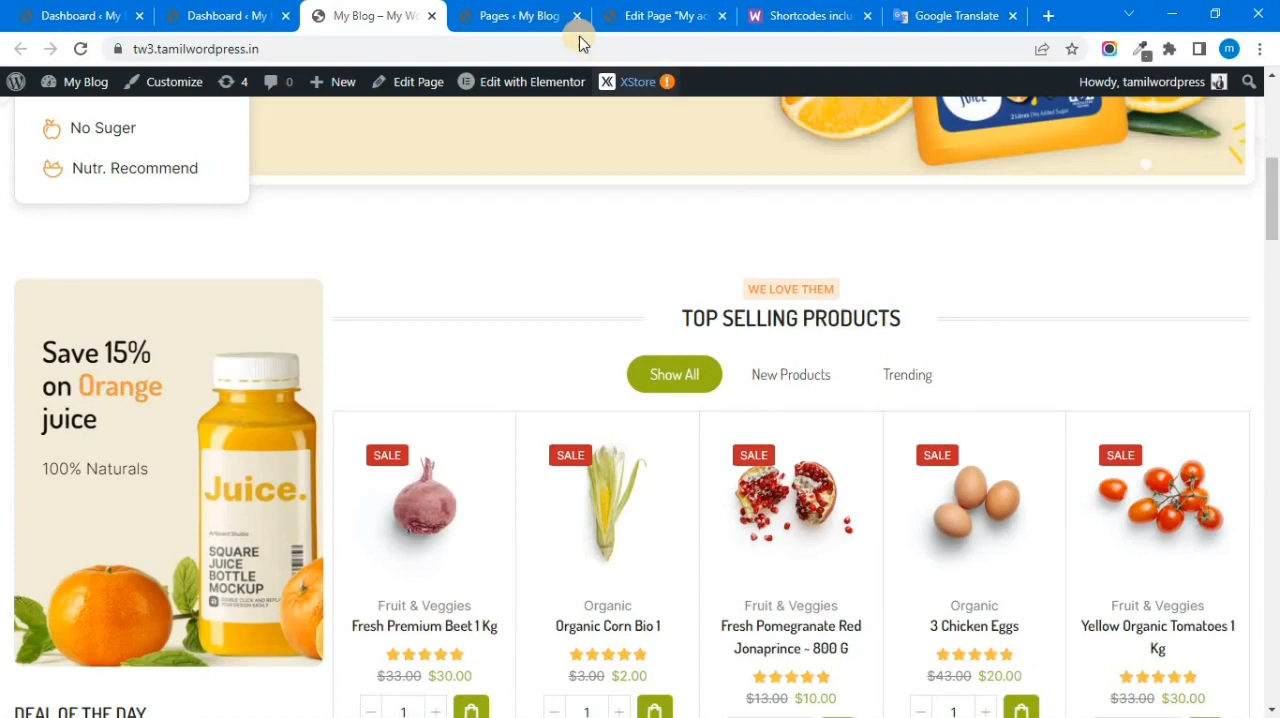 Dashboard ‹ My
Dashboard ‹ My
My Blog – My Wo
Pages ‹ My Blog
Edit Page "My ac
Shortcodes inclu
Google Translate
tw3.tamilwordpress.in
m
My Blog
Customize
4
0
New
Edit Page
Edit with Elementor
XStore
Howdy, tamilwordpress
No Suger
Nutr. Recommend
JUICE
Save 15%
on Orange
juice
100% Naturals
Juice.
SQUARE
JUICE
BOTTLE
MOCKUP
WE LOVE THEM
TOP SELLING PRODUCTS
Show All New Products Trending
SALE SALE SALE SALE SALE
Fruit & Veggies
Fresh Premium Beet 1 Kg
$33.00 $30.00
1
Organic
Organic Corn Bio 1
$3.00 $2.00
1
Fruit & Veggies
Fresh Pomegranate Red
Jonaprince ~ 800 G
$13.00 $10.00
Organic
3 Chicken Eggs
$43.00 $20.00
1
Fruit & Veggies
Yellow Organic Tomatoes 1
Kg
$33.00 $30.00
DEAL OF THE DAY